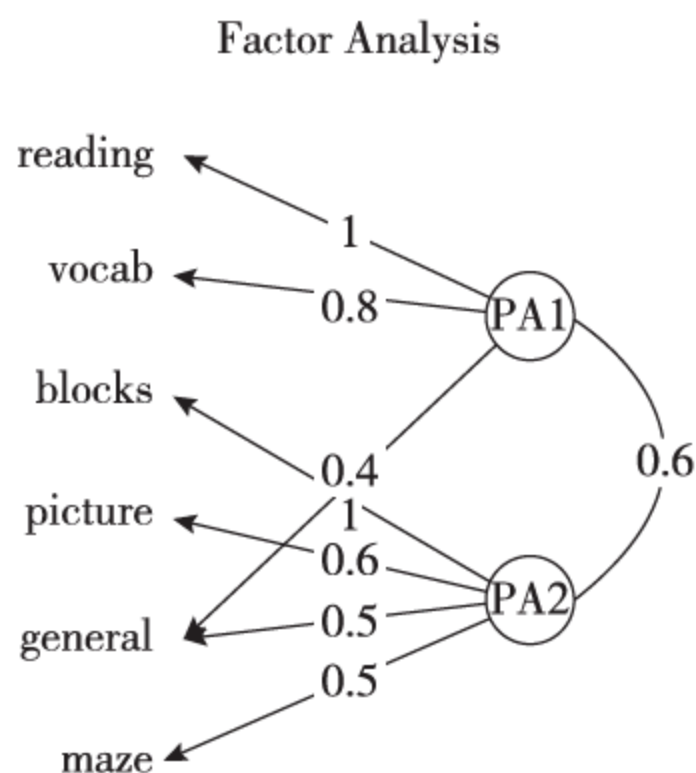 Factor Analysis
reading
1
vocab
0.8
PA1
blocks
0.4
0.6
picture
1
0.6
PA2
general
0.5
0.5
maze